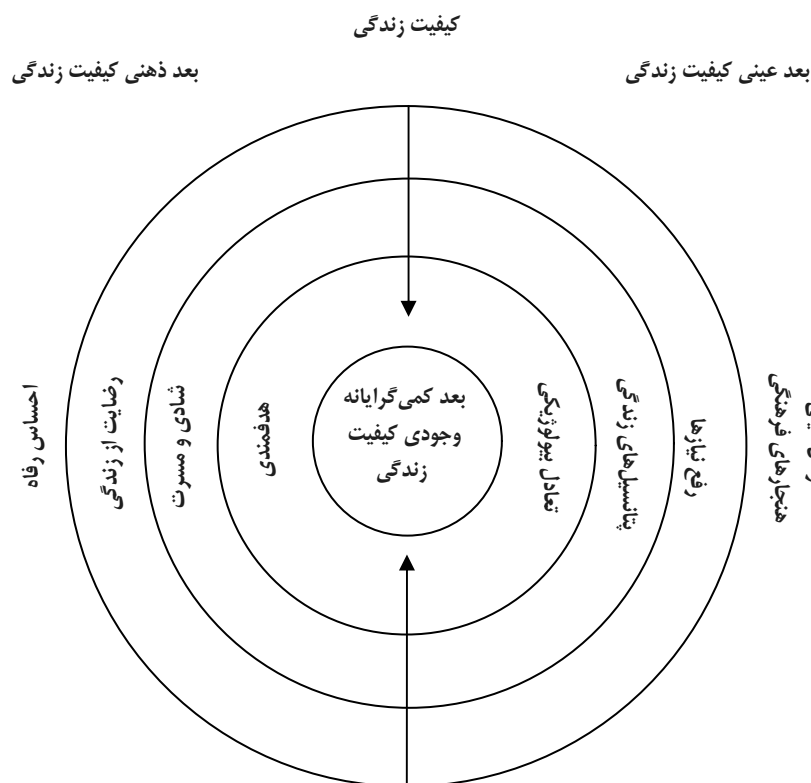 کیفیت زندگی
بعد عینی کیفیت زندگی
بعد ذهنی کیفیت زندگی
هنجارهای فرهنگی
رفع نیازها
پتانسیل‌های زندگی
تعادل بیولوژیکی
بعد کمی‌گرایانه
وجودی کیفیت
زندگی
هدفمندی
شادی و مسرت
رضایت از زندگی
احساس رفاه